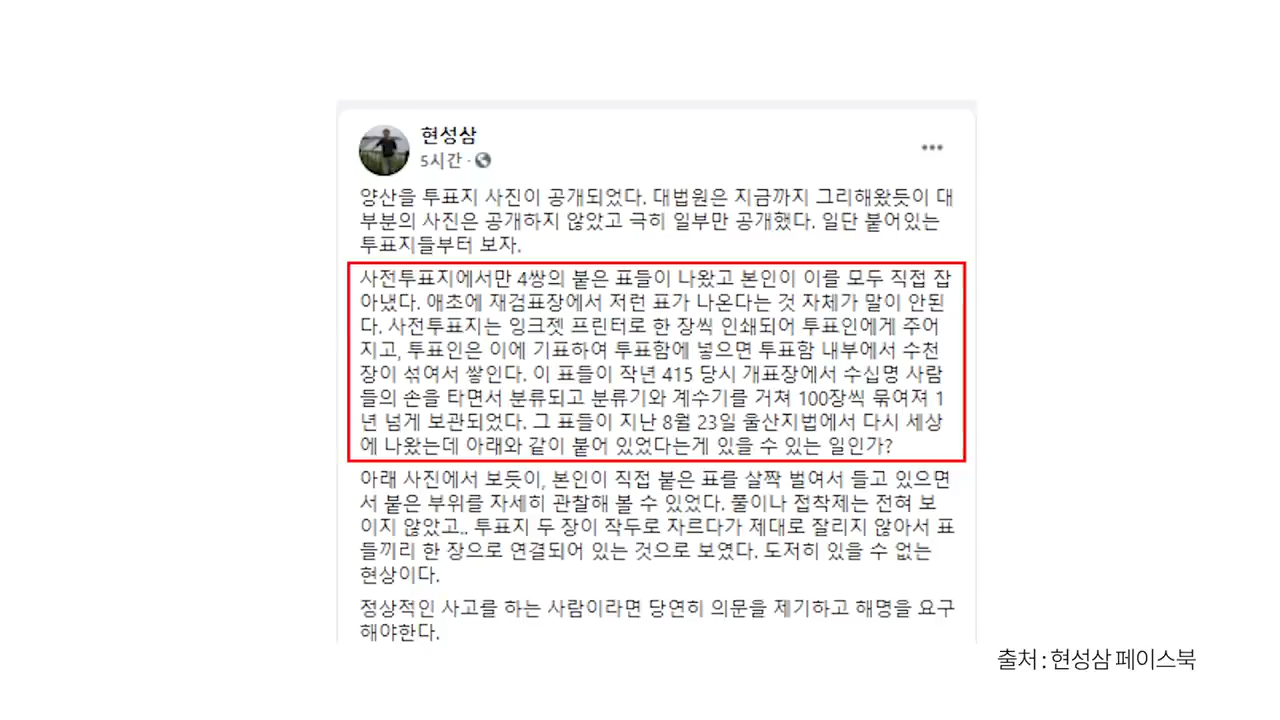 현성삼
5시간 ·
양산을 투표지 사진이 공개되었다. 대법원은 지금까지 그리해왔듯이 대
부분의 사진은 공개하지 않았고 극히 일부만 공개했다. 일단 붙어있는
투표지들부터 보자.
사전투표지에서만 4쌍의 붙은 표들이 나왔고 본인이 이를 모두 직접 잡
아냈다. 애초에 재검표장에서 저런 표가 나온다는 것 자체가 말이 안된
다. 사전투표지는 잉크젯 프린터로 한 장씩 인쇄되어 투표인에게 주어
지고, 투표인은 이에 기표하여 투표함에 넣으면 투표함 내부에서 수천
장이 섞여서 쌓인다. 이 표들이 작년 415 당시 개표장에서 수십명 사람
들의 손을 타면서 분류되고 분류기와 계수기를 거쳐 100장씩 묶여져 1
년 넘게 보관되었다. 그 표들이 지난 8월 23일 울산지법에서 다시 세상
에 나왔는데 아래와 같이 붙어 있었다는게 있을 수 있는 일인가?
아래 사진에서 보듯이, 본인이 직접 붙은 표를 살짝 벌여서 들고 있으면
서 붙은 부위를 자세히 관찰해 볼 수 있었다. 풀이나 접착제는 전혀 보
이지 않았고.. 투표지 두 장이 작두로 자르다가 제대로 잘리지 않아서 표
들끼리 한 장으로 연결되어 있는 것으로 보였다. 도저히 있을 수 없는
현상이다.
정상적인 사고를 하는 사람이라면 당연히 의문을 제기하고 해명을 요구
해야한다.
출처 : 현성삼 페이스북